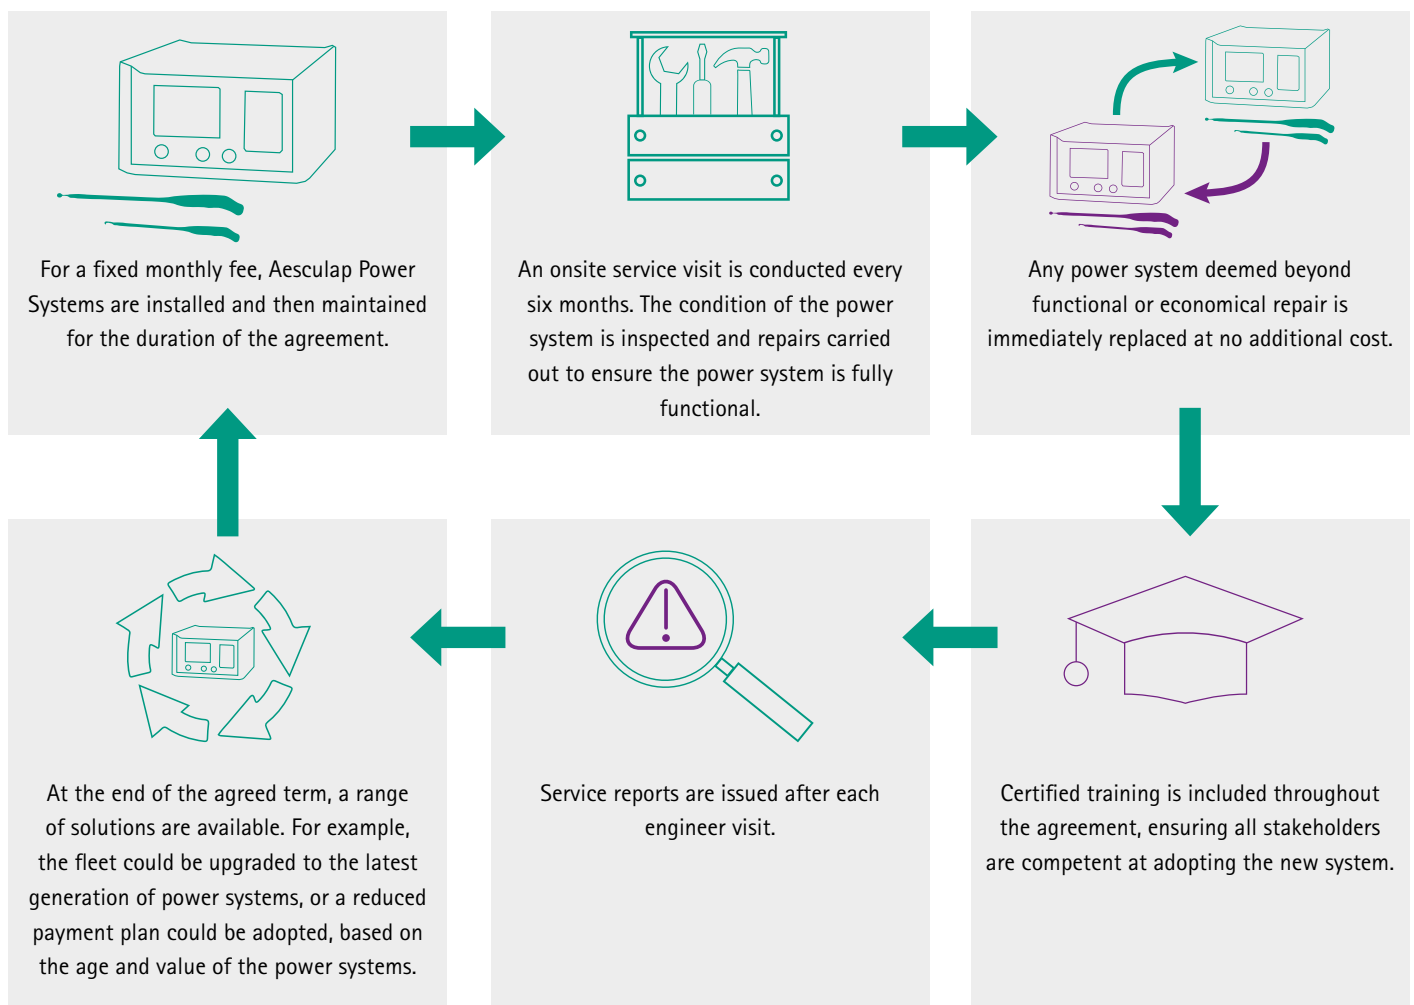 For a fixed monthly fee, Aesculap Power
Systems are installed and then maintained
for the duration of the agreement.
An onsite service visit is conducted every
six months. The condition of the power
system is inspected and repairs carried
out to ensure the power system is fully
functional.
Any power system deemed beyond
functional or economical repair is
immediately replaced at no additional cost.
Certified training is included throughout
the agreement, ensuring all stakeholders
are competent at adopting the new system.
Service reports are issued after each
engineer visit.
At the end of the agreed term, a range
of solutions are available. For example,
the fleet could be upgraded to the latest
generation of power systems, or a reduced
payment plan could be adopted, based on
the age and value of the power systems.